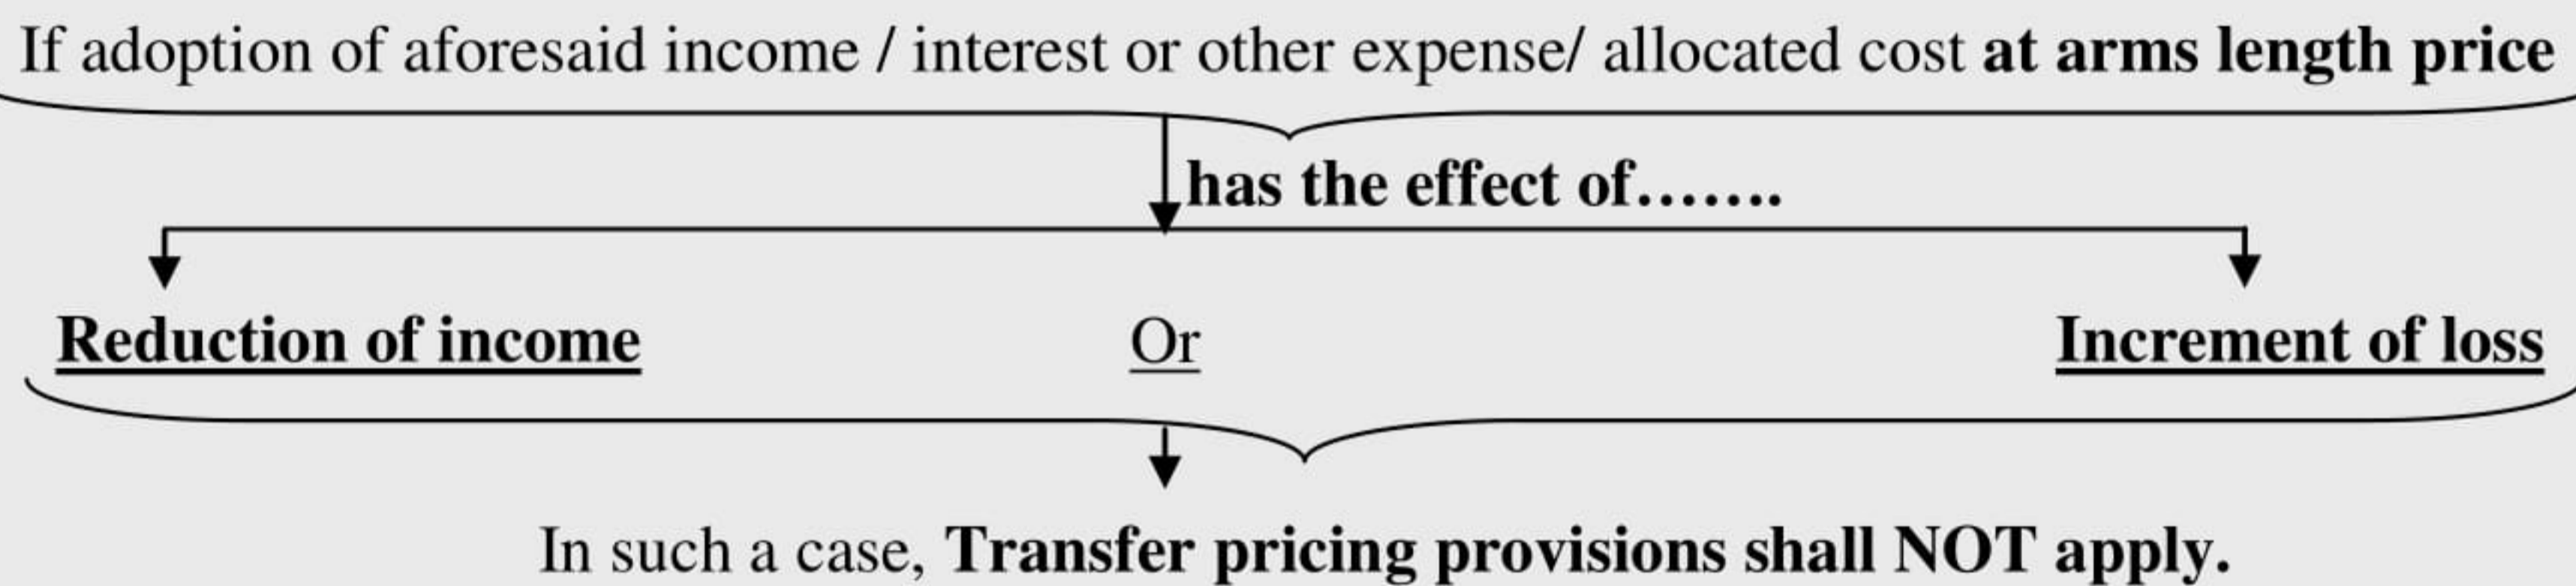 If adoption of aforesaid income / interest or other expense/ allocated cost at arms length price
has the effect of…….
Reduction of income Or Increment of loss
In such a case, Transfer pricing provisions shall NOT apply.